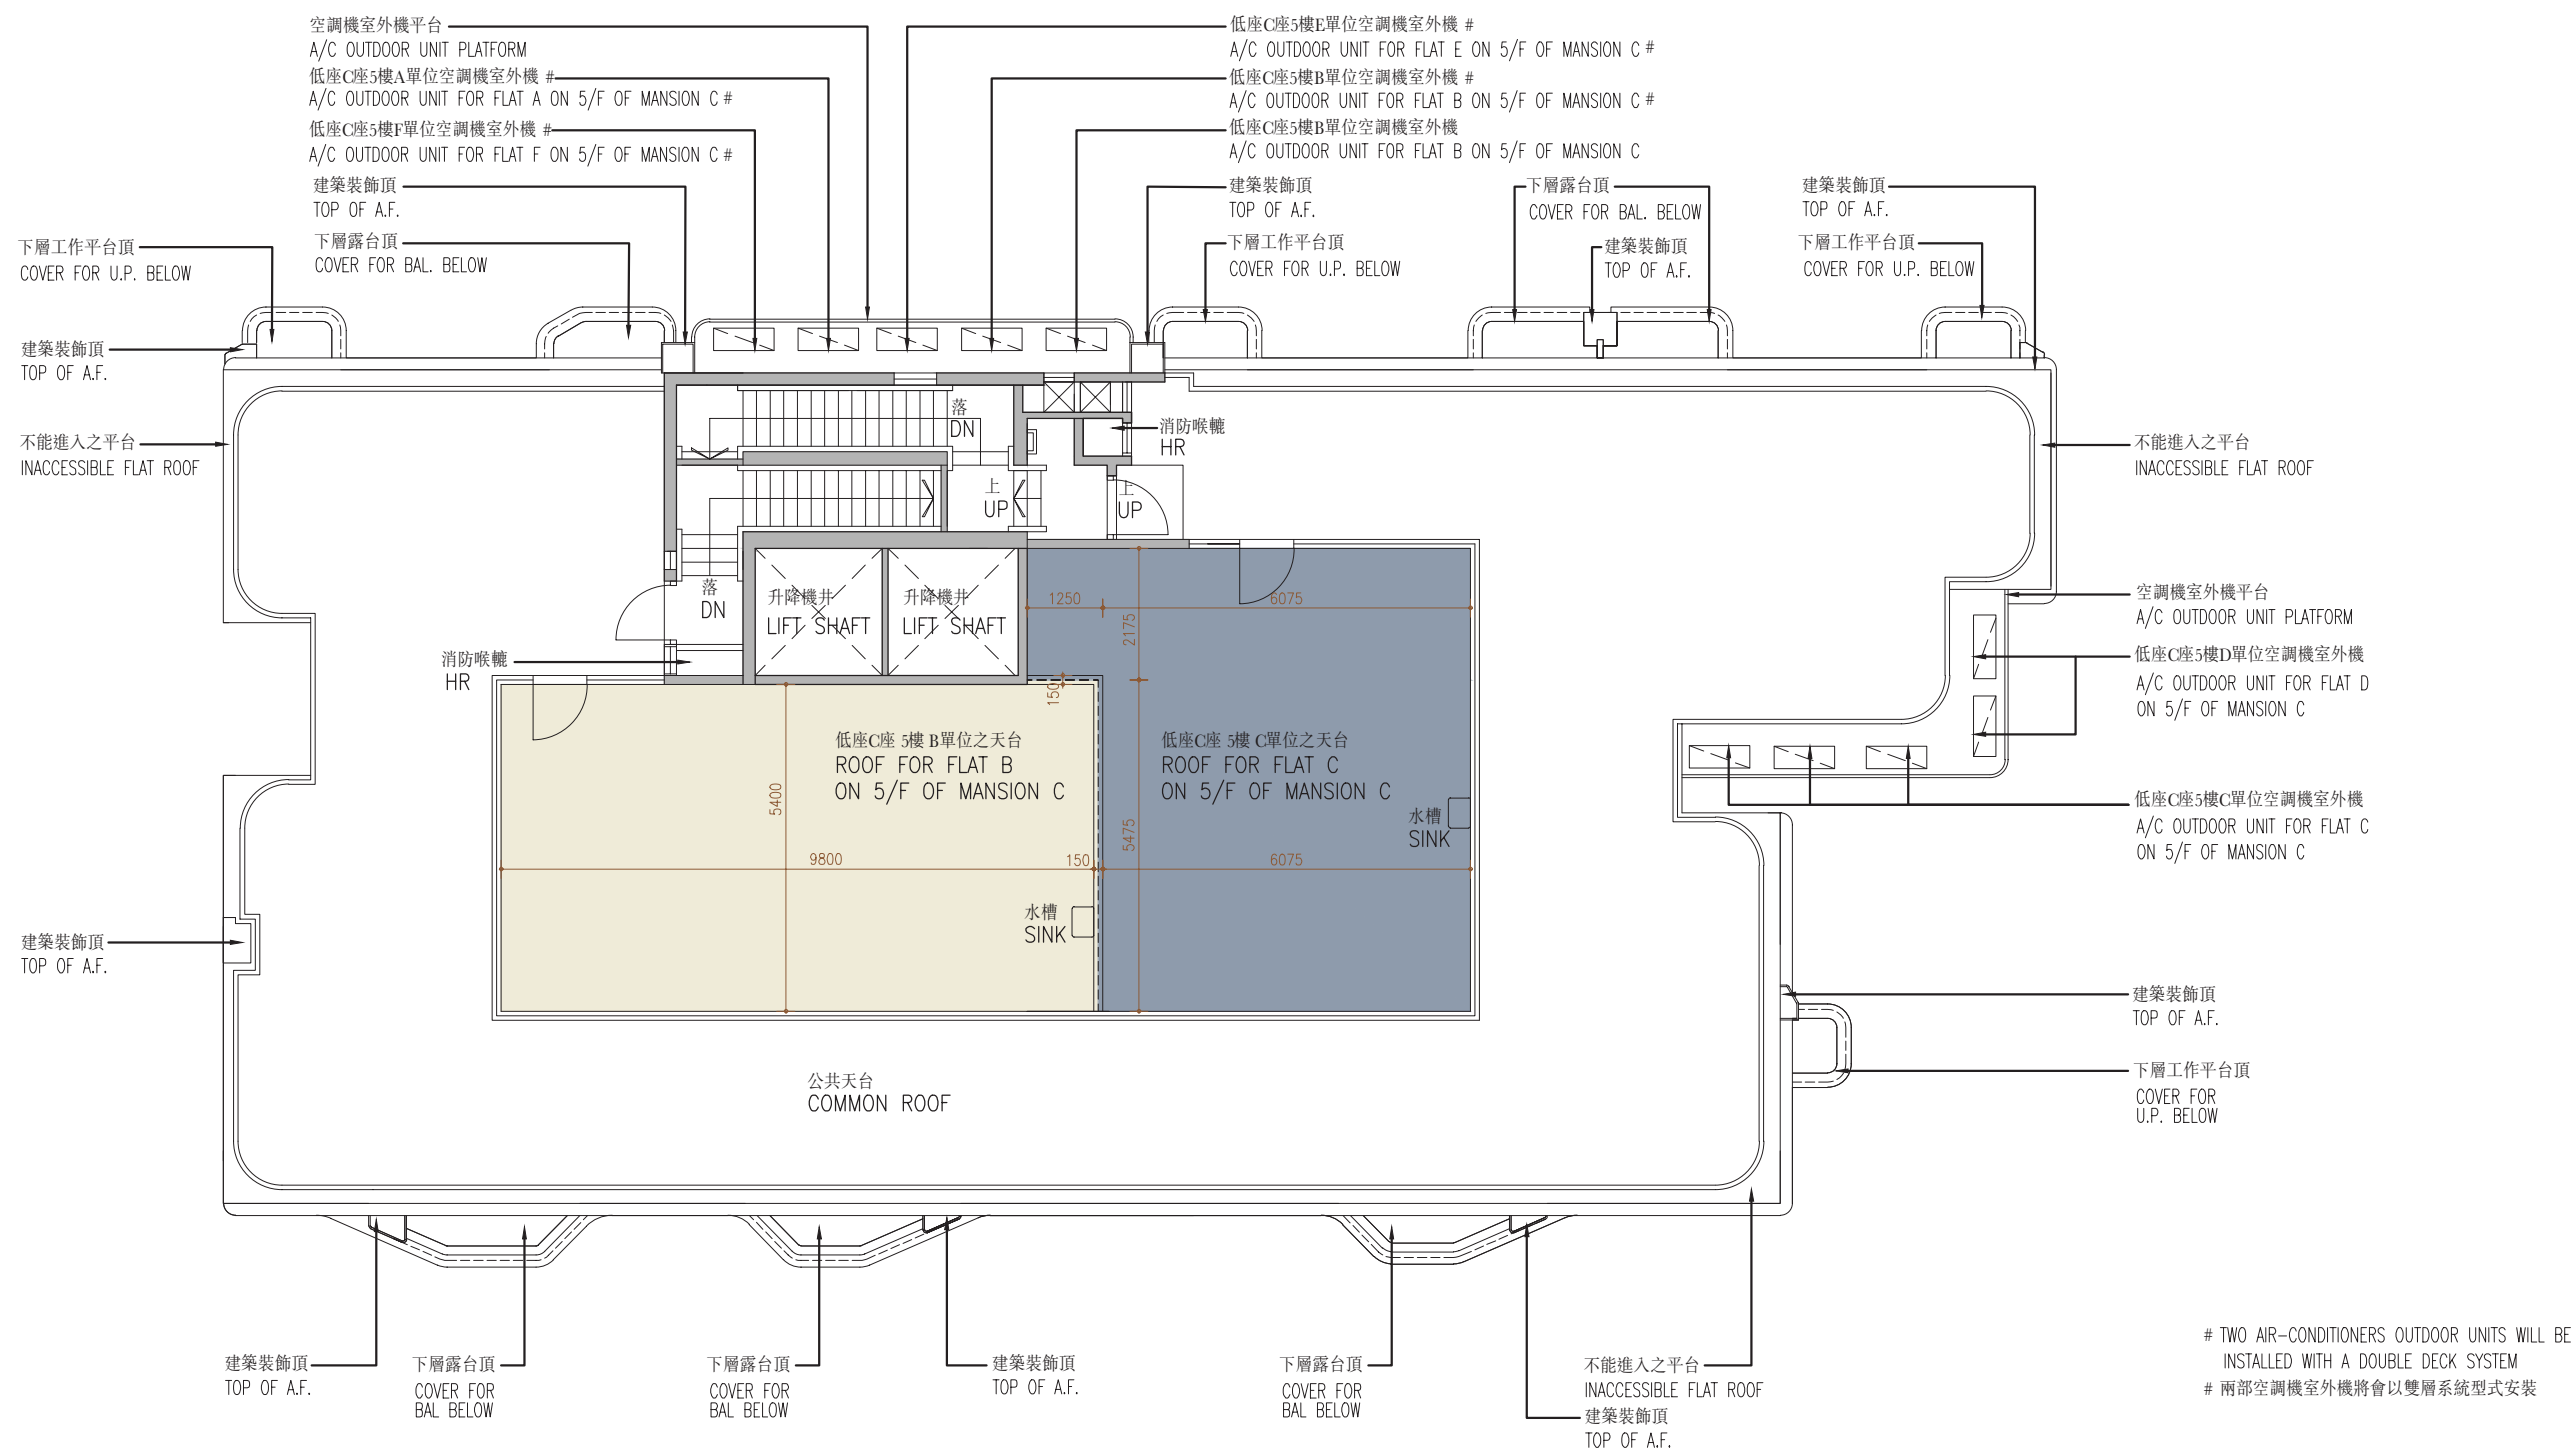 空調機室外機平台
A/C OUTDOOR UNIT PLATFORM
低座C座5樓A單位空調機室外機 #
A/C OUTDOOR UNIT FOR FLAT A ON 5/F OF MANSION C #
低座C座5樓F單位空調機室外機 #
A/C OUTDOOR UNIT FOR FLAT F ON 5/F OF MANSION C #
建築裝飾頂
TOP OF A.F.
下層露台頂
COVER FOR BAL. BELOW
低座C座5樓E單位空調機室外機 #
A/C OUTDOOR UNIT FOR FLAT E ON 5/F OF MANSION C #
低座C座5樓B單位空調機室外機 #
A/C OUTDOOR UNIT FOR FLAT B ON 5/F OF MANSION C #
低座C座5樓B單位空調機室外機
A/C OUTDOOR UNIT FOR FLAT B ON 5/F OF MANSION C
建築裝飾頂
TOP OF A.F.
下層工作平台頂
COVER FOR U.P. BELOW
下層露台頂
COVER FOR BAL. BELOW
建築裝飾頂
TOP OF A.F.
建築裝飾頂
TOP OF A.F.
下層工作平台頂
COVER FOR U.P. BELOW
下層工作平台頂
COVER FOR U.P. BELOW
建築裝飾頂
TOP OF A.F.
不能進入之平台
INACCESSIBLE FLAT ROOF
落
DN
消防喉轆
HR
上
UP
上
UP
不能進入之平台
INACCESSIBLE FLAT ROOF
落
DN
升降機井
LIFT SHAFT
升降機井
LIFT SHAFT
1250
6075
2175
空調機室外機平台
A/C OUTDOOR UNIT PLATFORM
消防喉轆
HR
150
低座C座5樓D單位空調機室外機
A/C OUTDOOR UNIT FOR FLAT D
ON 5/F OF MANSION C
低座C座 5樓 B單位之天台
ROOF FOR FLAT B
ON 5/F OF MANSION C
低座C座 5樓 C單位之天台
ROOF FOR FLAT C
ON 5/F OF MANSION C
5400
5475
水槽
SINK
低座C座5樓C單位空調機室外機
A/C OUTDOOR UNIT FOR FLAT C
ON 5/F OF MANSION C
9800
150
6075
水槽
SINK
建築裝飾頂
TOP OF A.F.
建築裝飾頂
TOP OF A.F.
下層工作平台頂
COVER FOR
U.P. BELOW
公共天台
COMMON ROOF
建築裝飾頂
TOP OF A.F.
下層露台頂
COVER FOR
BAL BELOW
下層露台頂
COVER FOR
BAL BELOW
建築裝飾頂
TOP OF A.F.
下層露台頂
COVER FOR
BAL BELOW
不能進入之平台
INACCESSIBLE FLAT ROOF
建築裝飾頂
TOP OF A.F.
# TWO AIR-CONDITIONERS OUTDOOR UNITS WILL BE
INSTALLED WITH A DOUBLE DECK SYSTEM
# 兩部空調機室外機將會以雙層系統型式安裝